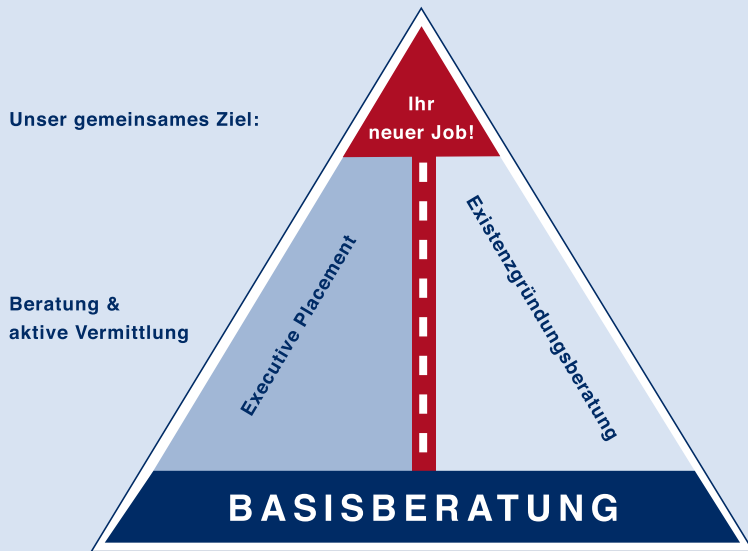 Ihr
neuer Job!
Unser gemeinsames Ziel:
Executive Placement
Existenzgründungsberatung
Beratung &
aktive Vermittlung
BASISBERATUNG